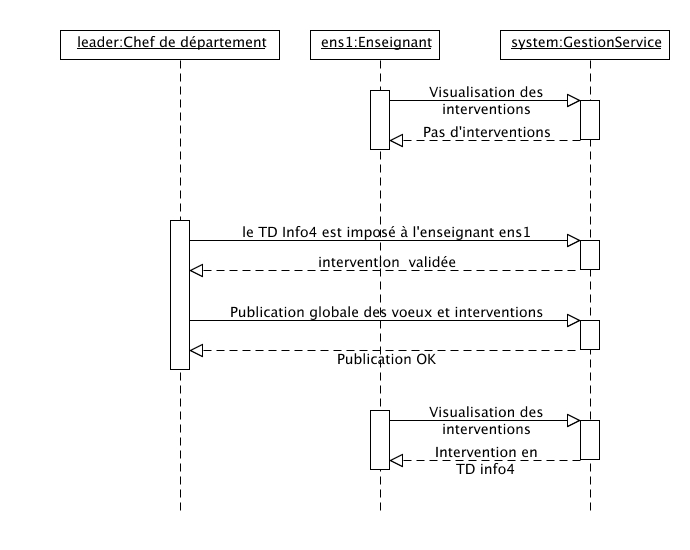 leader:Chef de département
ens1:Enseignant
system:GestionService
Visualisation des
interventions
Pas d'interventions
le TD Info4 est imposé à l'enseignant ens1
intervention  validée
Publication globale des voeux et interventions
Publication OK
Visualisation des
interventions
Intervention en
TD info4